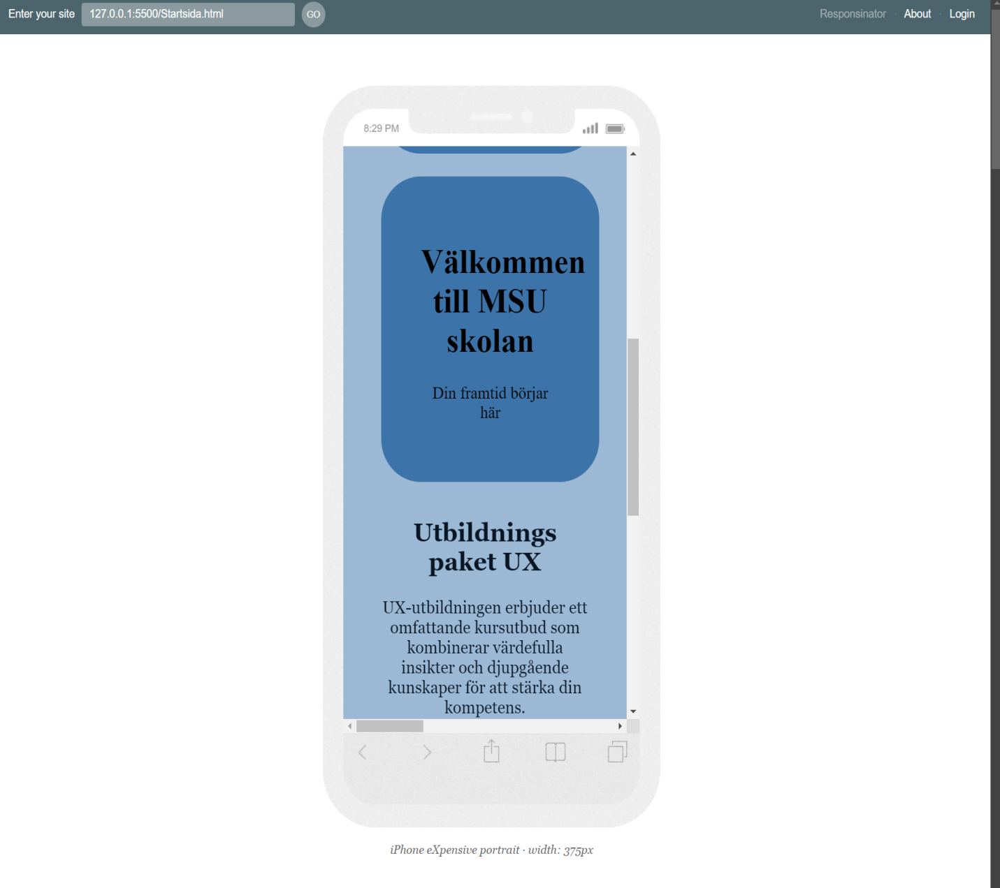 Enter your site 127.0.0.1:5500/Startsida.html GO Responsinator · About · Login
8:29 PM
Välkommen
till MSU
skolan
Din framtid börjar
här
Utbildnings
paket UX
UX-utbildningen erbjuder ett
omfattande kursutbud som
kombinerar värdefulla
insikter och djupgående
kunskaper för att stärka din
kompetens.
iPhone eXpensive portrait · width: 375px